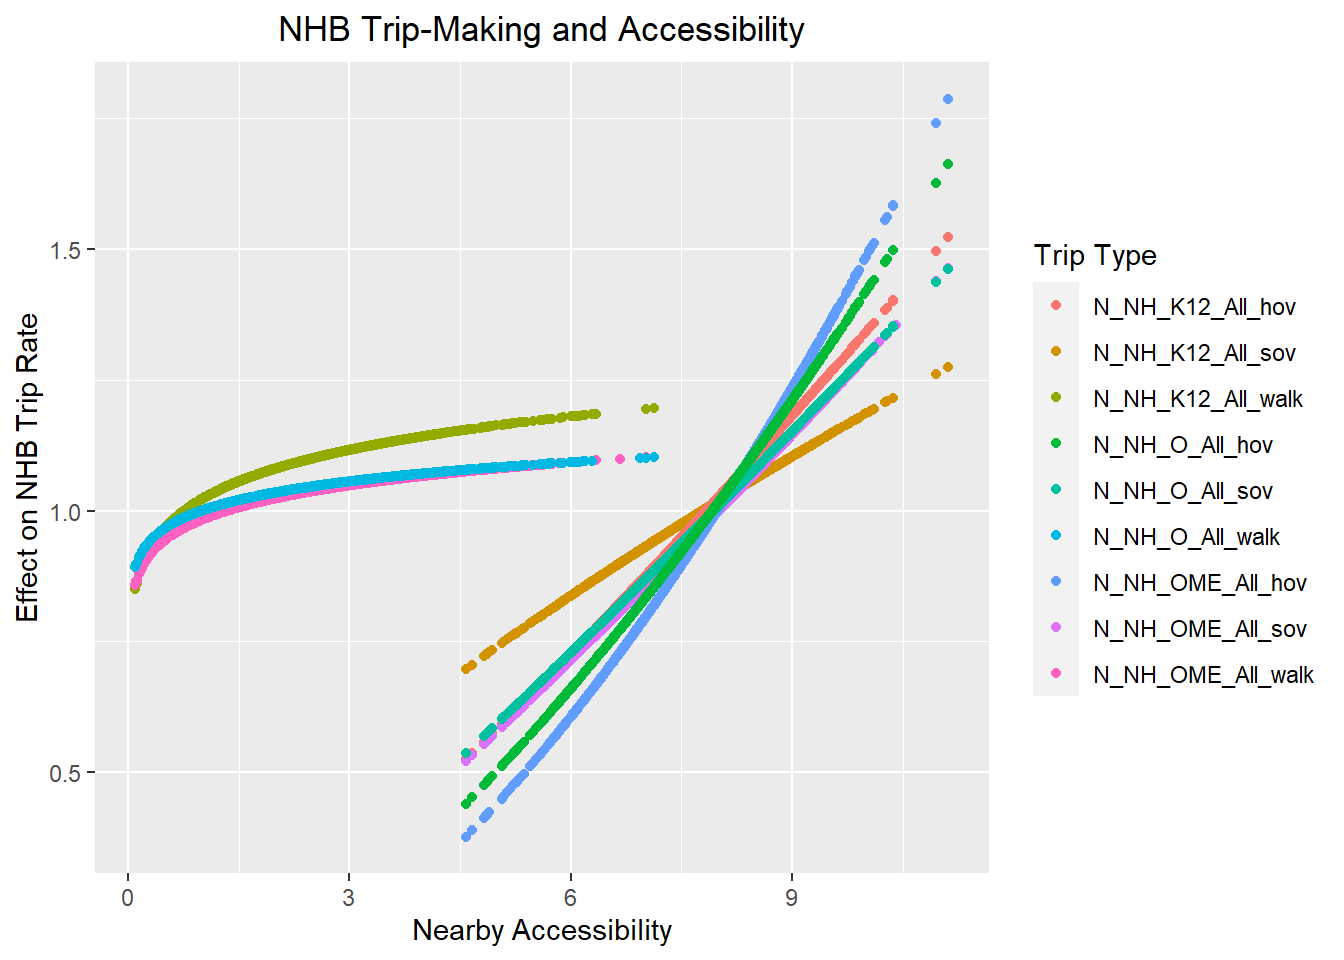 NHB Trip-Making and Accessibility
Effect on NHB Trip Rate
1.5
1.0
0.5
0
3
6
9
Nearby Accessibility
Trip Type
N_NH_K12_All_hov
N_NH_K12_All_sov
N_NH_K12_All_walk
N_NH_O_All_hov
N_NH_O_All_sov
N_NH_O_All_walk
N_NH_OME_All_hov
N_NH_OME_All_sov
N_NH_OME_All_walk